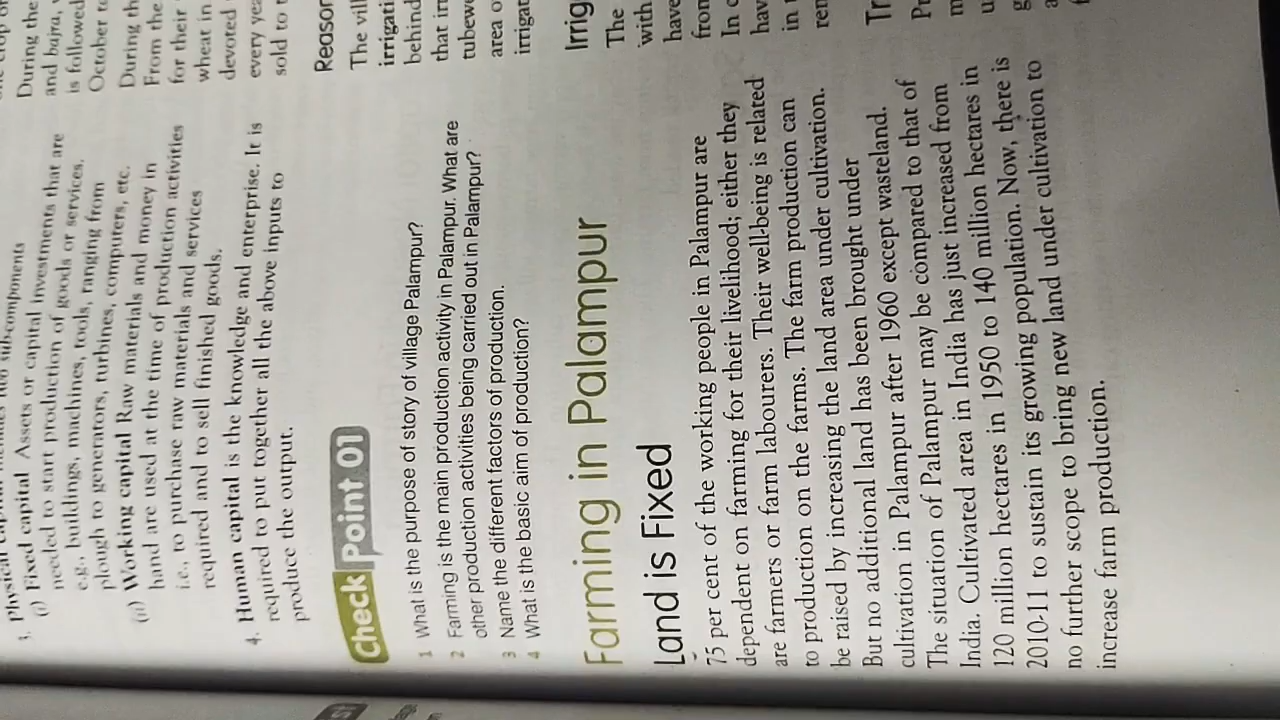 3. Physical
(i) Fixed capital Assets or capital investments that are
needed to start production of goods or services.
e.g., buildings, machines, tools, ranging from
plough to generators, turbines, computers, etc.
(ii) Working capital Raw materials and money in
hand are used at the time of production activities
i.e., to purchase raw materials and services
required and to sell finished goods.
4. Human capital is the knowledge and enterprise. It is
required to put together all the above inputs to
produce the output.
Check Point 01
1 What is the purpose of story of village Palampur?
2 Farming is the main production activity in Palampur. What are
other production activities being carried out in Palampur?
3 Name the different factors of production.
4 What is the basic aim of production?
Farming in Palampur
Land is Fixed
75 per cent of the working people in Palampur are
dependent on farming for their livelihood; either they
are farmers or farm labourers. Their well-being is related
to production on the farms. The farm production can
be raised by increasing the land area under cultivation.
But no additional land has been brought under
cultivation in Palampur after 1960 except wasteland.
The situation of Palampur may be compared to that of
India. Cultivated area in India has just increased from
120 million hectares in 1950 to 140 million hectares in
2010-11 to sustain its growing population. Now, there is
no further scope to bring new land under cultivation to
increase farm production.
During the
and bajra,
is followed
October
During
From the
for their
wheat in
devoted
every
sold to
Reason
The
behind
that
area
The
with
have
from
in